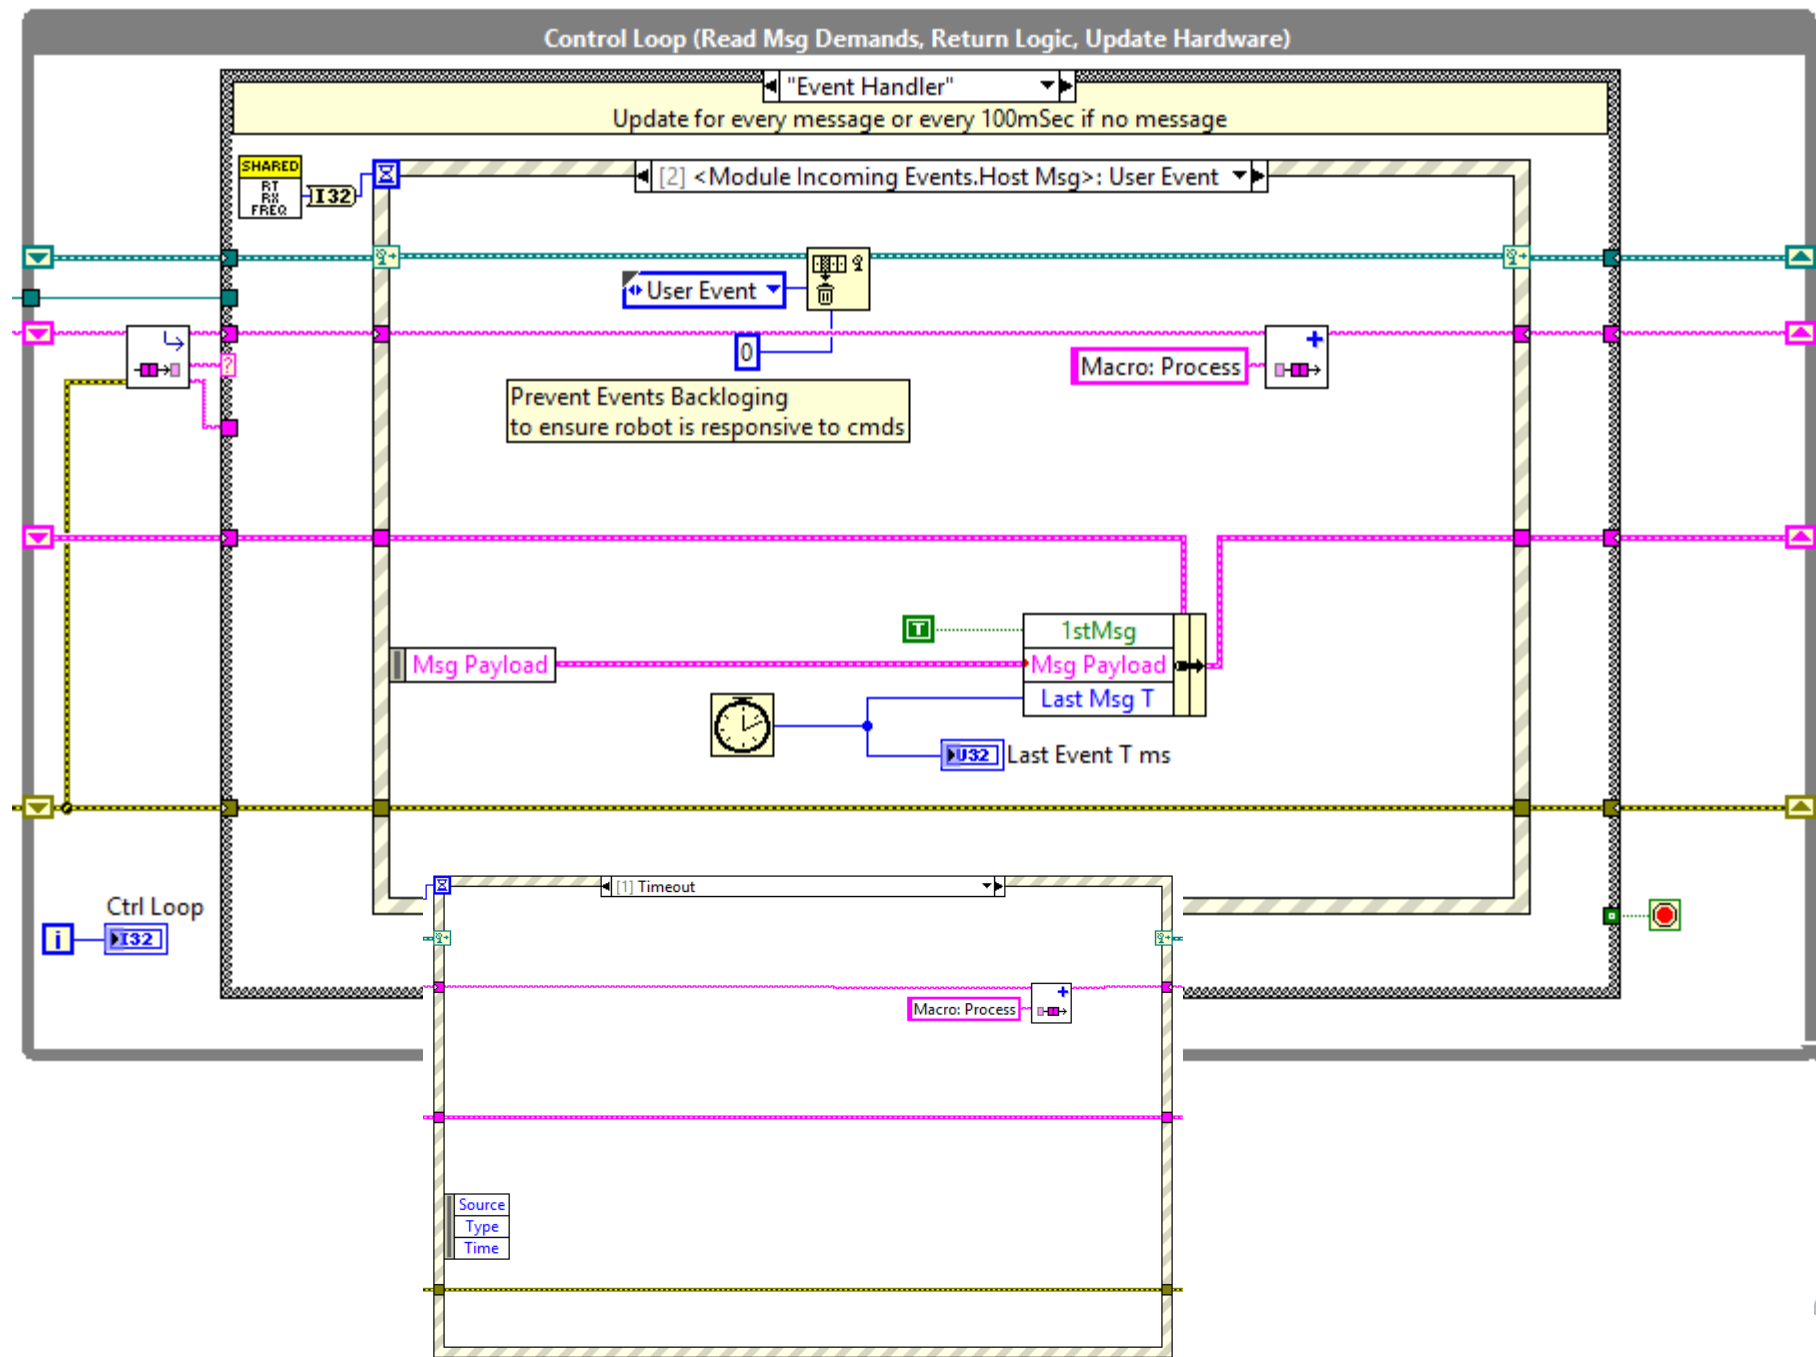 Control Loop (Read Msg Demands, Return Logic, Update Hardware)
"Event Handler"
Update for every message or every 100mSec if no message
SHARED
RT
RX
FREQ
I32
[2] <Module Incoming Events.Host Msg>: User Event
User Event
0
?
Macro: Process
Prevent Events Backloging
to ensure robot is responsive to cmds
T
1stMsg
Msg Payload
Msg Payload
Last Msg T
U32
Last Event T ms
Ctrl Loop
i
I32
[1] Timeout
Macro: Process
Source
Type
Time